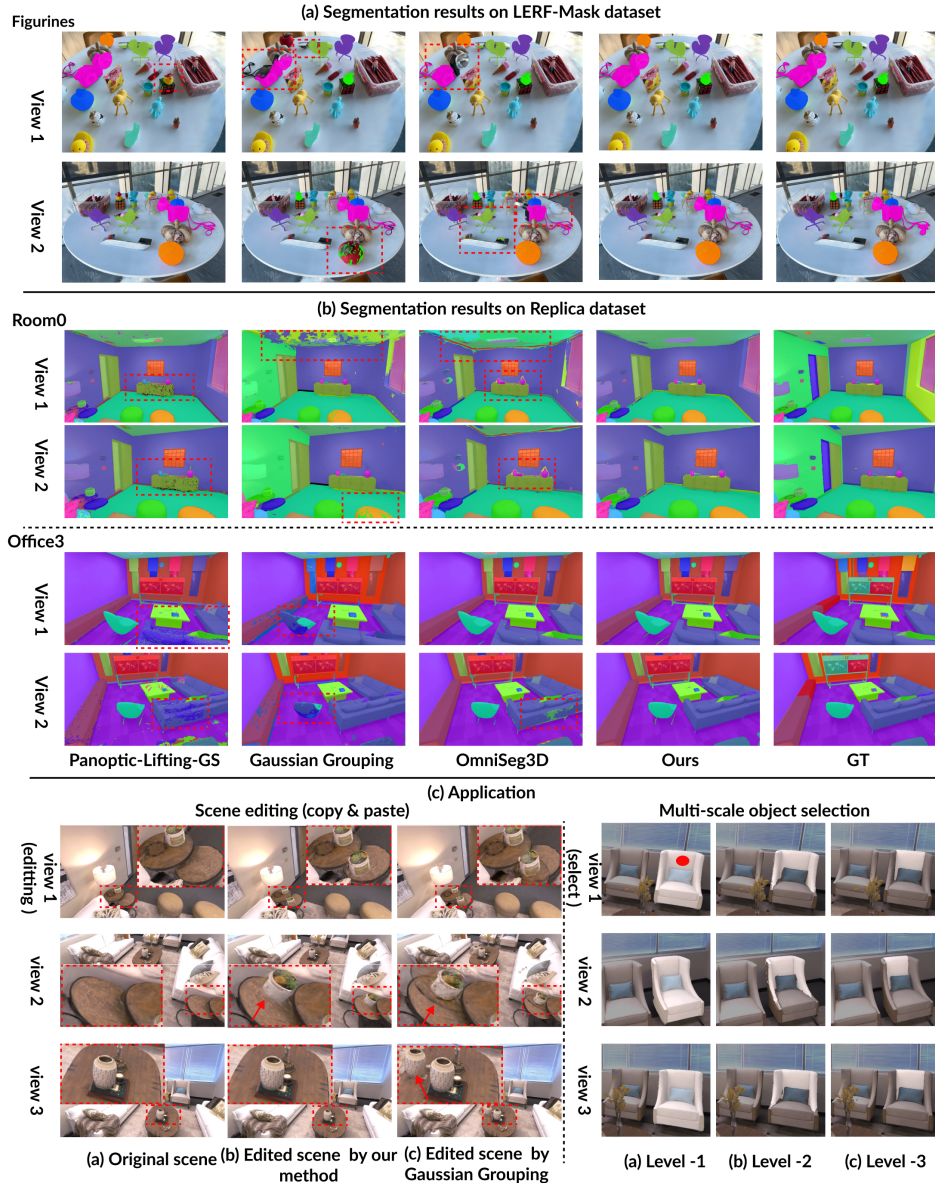 (a) Segmentation results on LERF-Mask dataset
Figurines
View 1
View 2
(b) Segmentation results on Replica dataset
Room0
View 1
View 2
Office3
View 1
View 2
Panoptic-Lifting-GS Gaussian Grouping OmniSeg3D Ours GT
(c) Application
Scene editing (copy & paste) Multi-scale object selection
view 1
(editting )
view 1
(select )
view 2
view 2
view 3
view 3
(a) Original scene (b) Edited scene by our (c) Edited scene by
method Gaussian Grouping
(a) Level -1 (b) Level -2 (c) Level -3